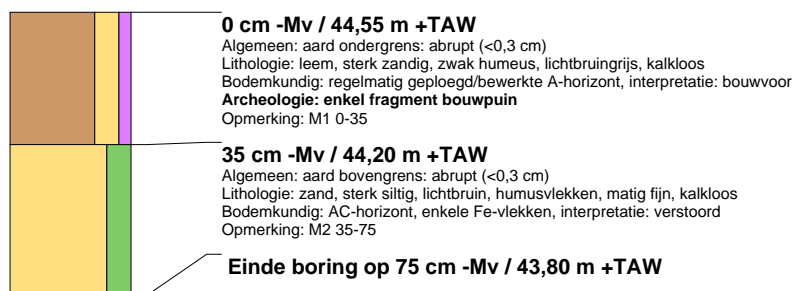 0 cm -Mv / 44,55 m +TAW
Algemeen: aard ondergrens: abrupt (<0,3 cm)
Lithologie: leem, sterk zandig, zwak humeus, lichtbruingrijs, kalkloos
Bodemkundig: regelmatig geploegd/bewerkte A-horizont, interpretatie: bouwvoor
Archeologie: enkel fragment bouwpuin
Opmerking: M1 0-35
35 cm -Mv / 44,20 m +TAW
Algemeen: aard bovengrens: abrupt (<0,3 cm)
Lithologie: zand, sterk siltig, lichtbruin, humusvlekken, matig fijn, kalkloos
Bodemkundig: AC-horizont, enkele Fe-vlekken, interpretatie: verstoord
Opmerking: M2 35-75
Einde boring op 75 cm -Mv / 43,80 m +TAW